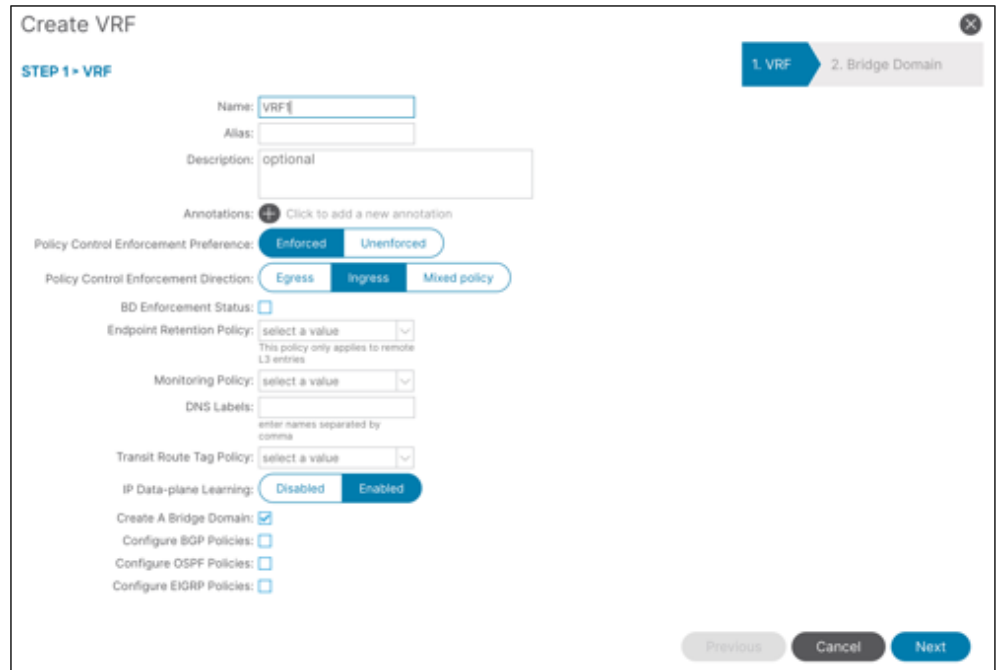 Create VRF
STEP 1 > VRF
1. VRF
2. Bridge Domain
Name: VRF1
Alias:
Description: optional
Annotations: Click to add a new annotation
Policy Control Enforcement Preference: Enforced Unenforced
Policy Control Enforcement Direction: Egress Ingress Mixed policy
BD Enforcement Status:
Endpoint Retention Policy: select a value
This policy only applies to remote
L3 entries
Monitoring Policy: select a value
DNS Labels:
enter names separated by
comma
Transit Route Tag Policy: select a value
IP Data-plane Learning: Disabled Enabled
Create A Bridge Domain:
Configure BGP Policies:
Configure OSPF Policies:
Configure EIGRP Policies:
Previous Cancel Next